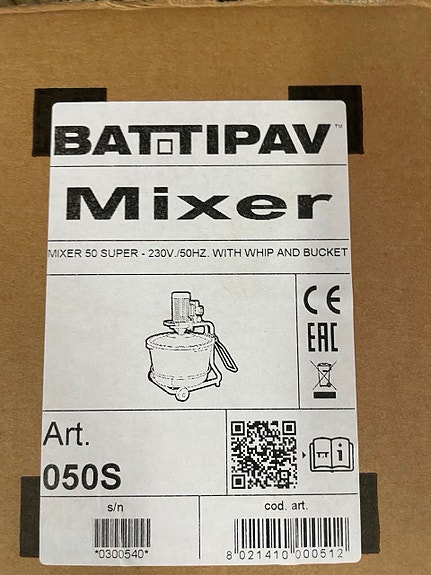 BATTIPAV™
Mixer
MIXER 50 SUPER - 230V./50HZ. WITH WHIP AND BUCKET
CE
EAC
Art.
050S
i
s/n
*0300540*
cod. art.
8 021410 000512